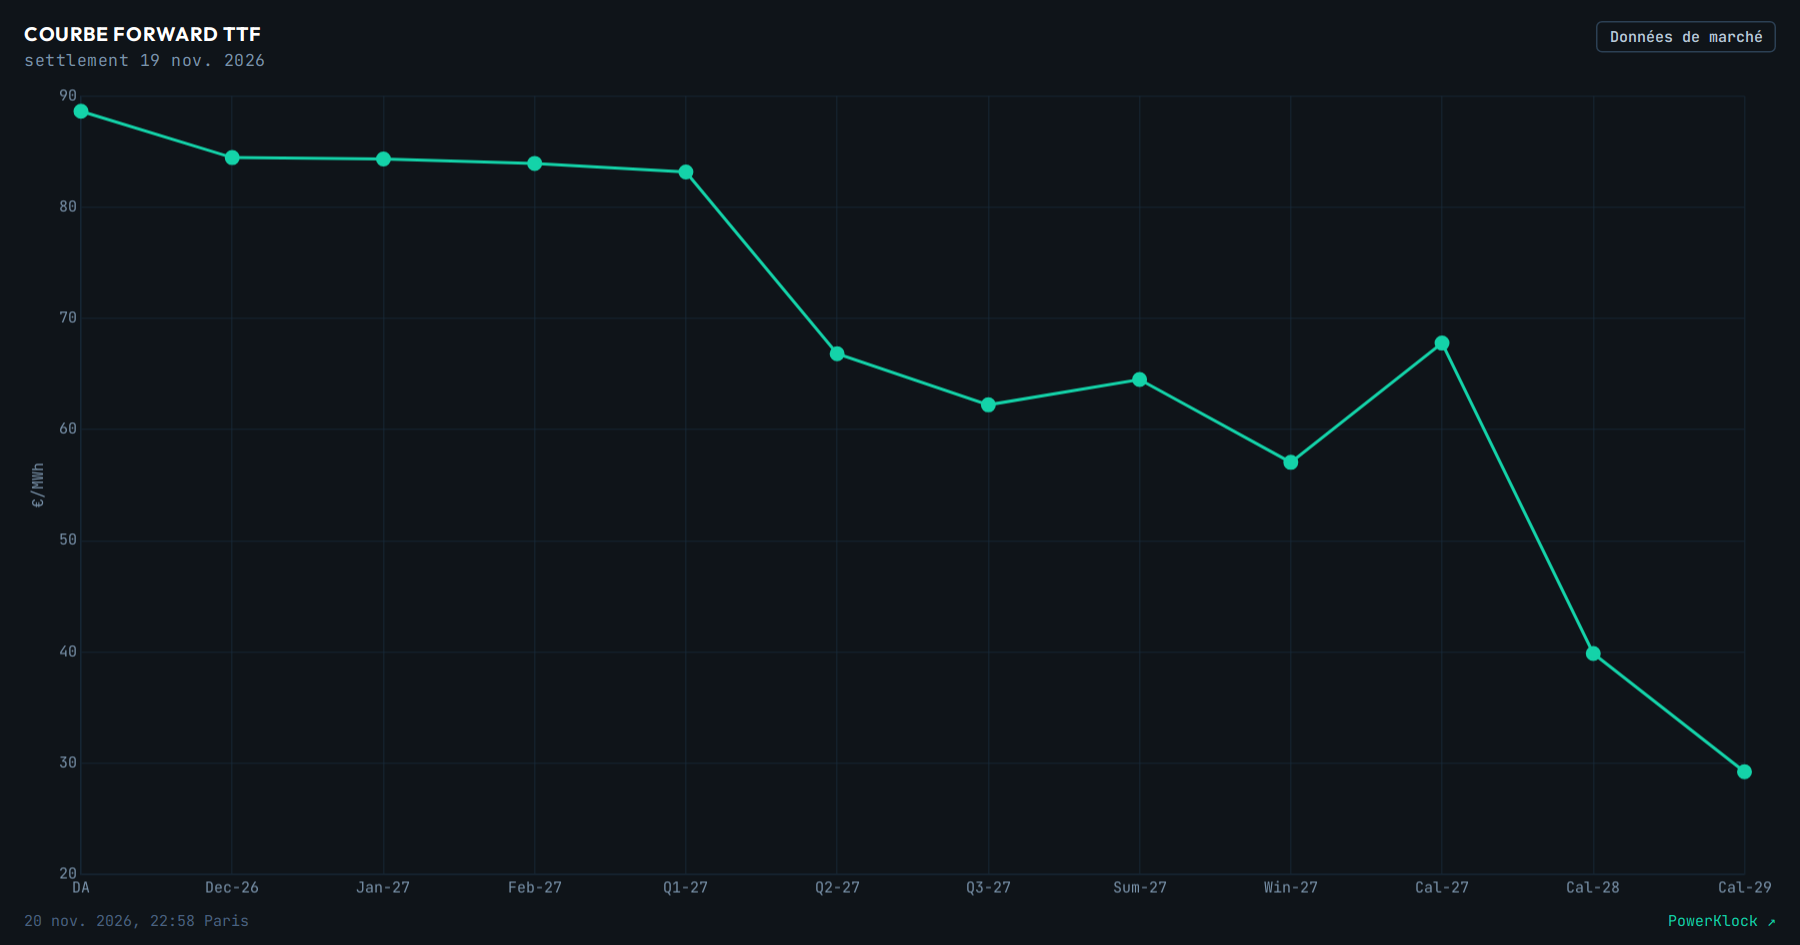 COURBE FORWARD TTF
settlement 19 nov. 2026
Données de marché
90
80
70
60
50
40
30
20
€/MWh
DA Dec-26 Jan-27 Feb-27 Q1-27 Q2-27 Q3-27 Sum-27 Win-27 Cal-27 Cal-28 Cal-29
20 nov. 2026, 22:58 Paris
PowerKlock ↗